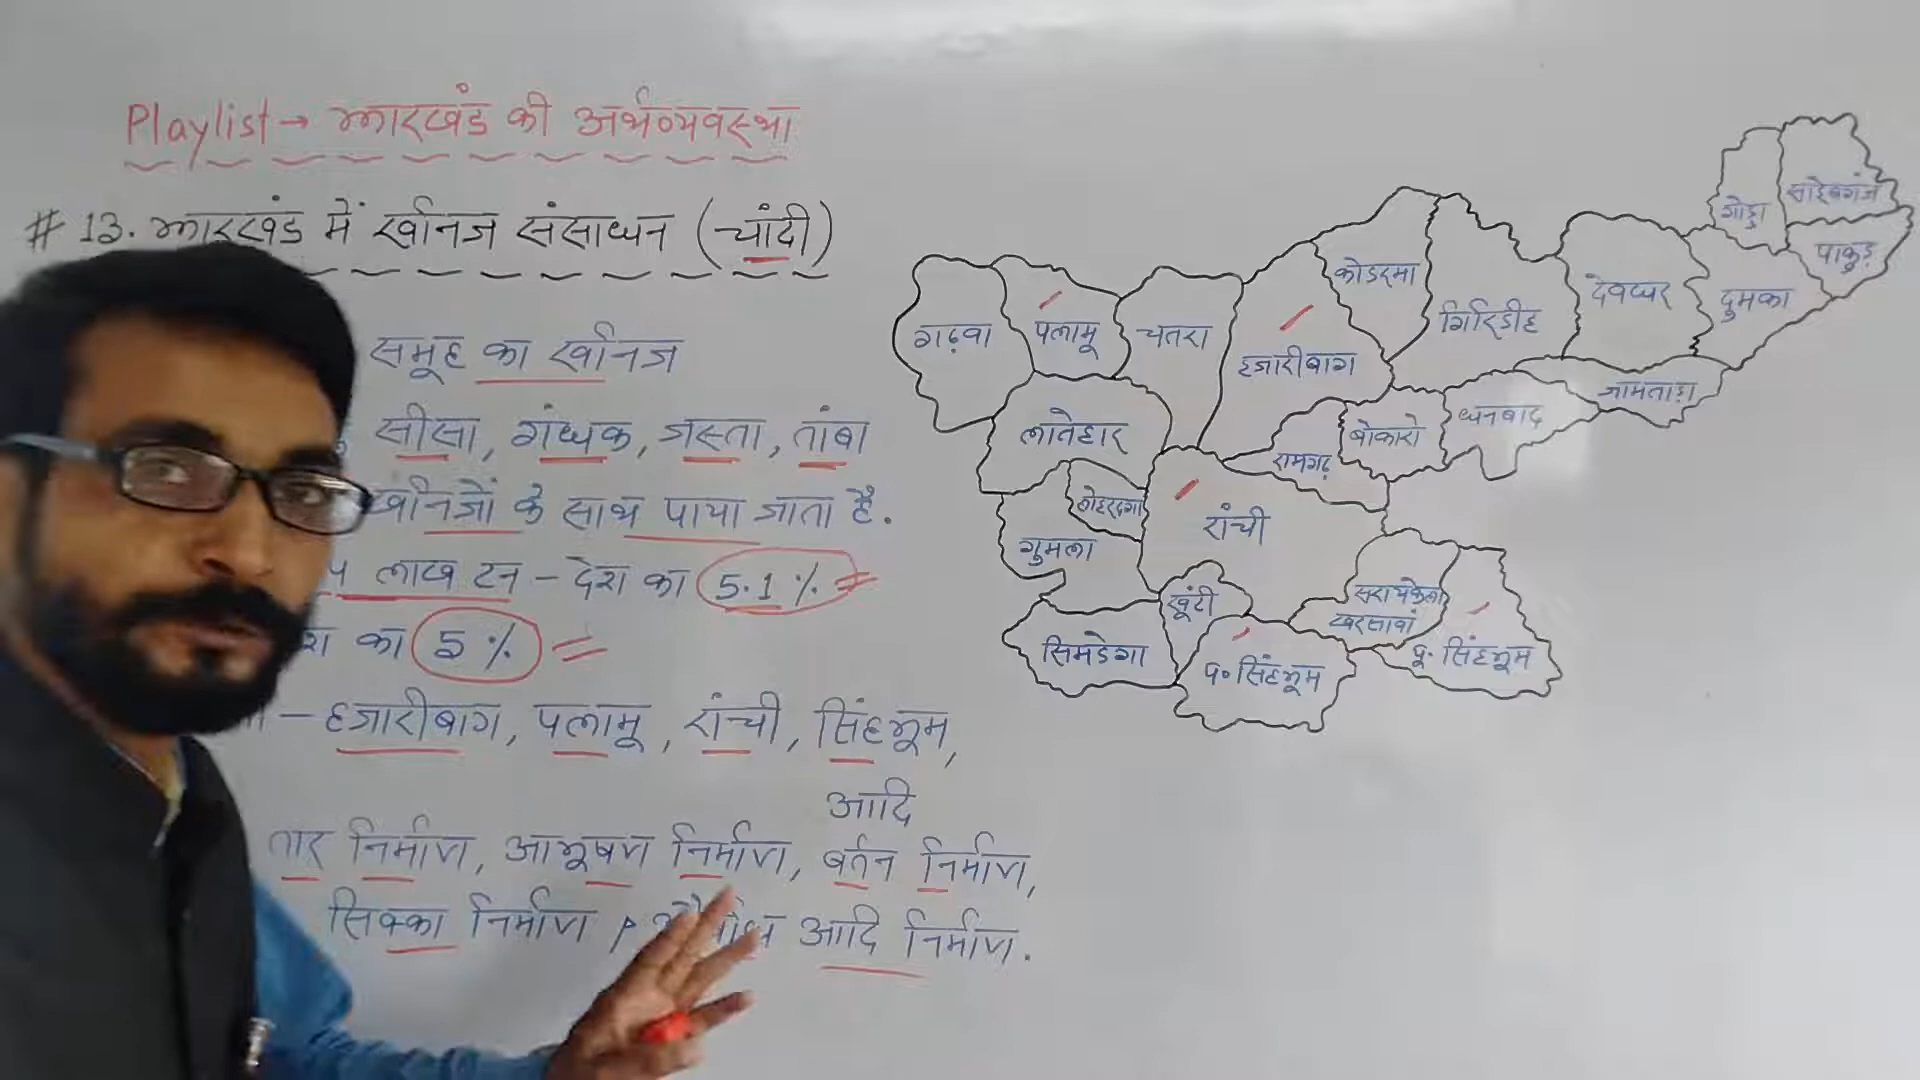 Playlist → झारखंड की अर्थव्यवस्था
# 13. झारखंड में खनिज संसाधन (चांदी)
समूह का खनिज
सीसा, गंधक, जस्ता, तांबा
खनिजों के साथ पाया जाता है.
लाख टन - देश का 5.1%
का 5%
- हजारीबाग, पलामू, रांची, सिंहभूम,
आदि
तार निर्माण, आभूषण निर्माण, बर्तन निर्माण,
सिक्का निर्माण, आदि निर्माण.
साहेबगंज
गोड्डा
पाकुड़
कोडरमा
देवघर
दुमका
गढ़वा
पलामू
चतरा
गिरिडीह
हजारीबाग
जामताड़ा
लातेहार
बोकारो
धनबाद
रामगढ़
लोहरदगा
रांची
गुमला
खूंटी
सरायकेला
खरसावां
सिमडेगा
प॰ सिंहभूम
पू. सिंहभूम